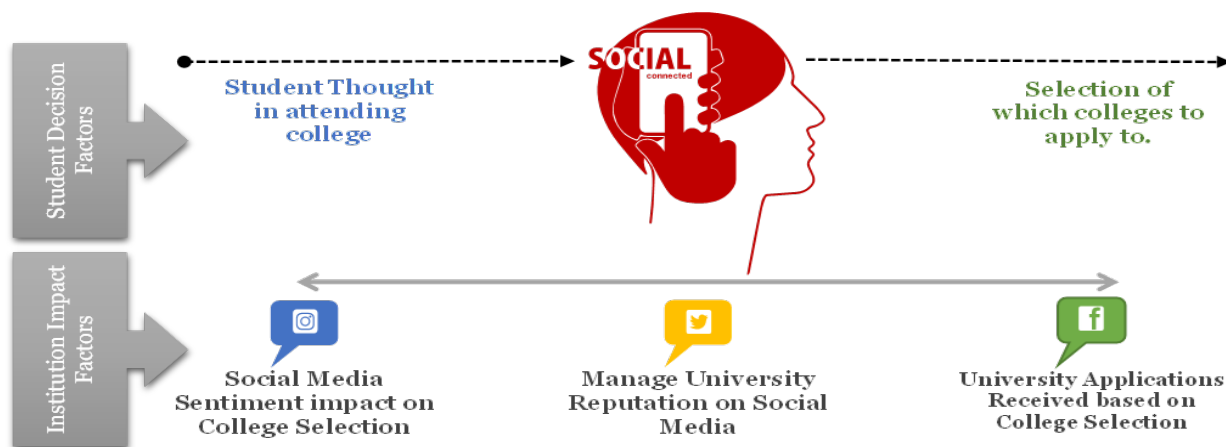 Student Decision
Factors
Student Thought
in attending
college
SOCIAL
connected
Selection of
which colleges to
apply to.
Institution Impact
Factors
Social Media
Sentiment impact on
College Selection
Manage University
Reputation on Social
Media
University Applications
Received based on
College Selection